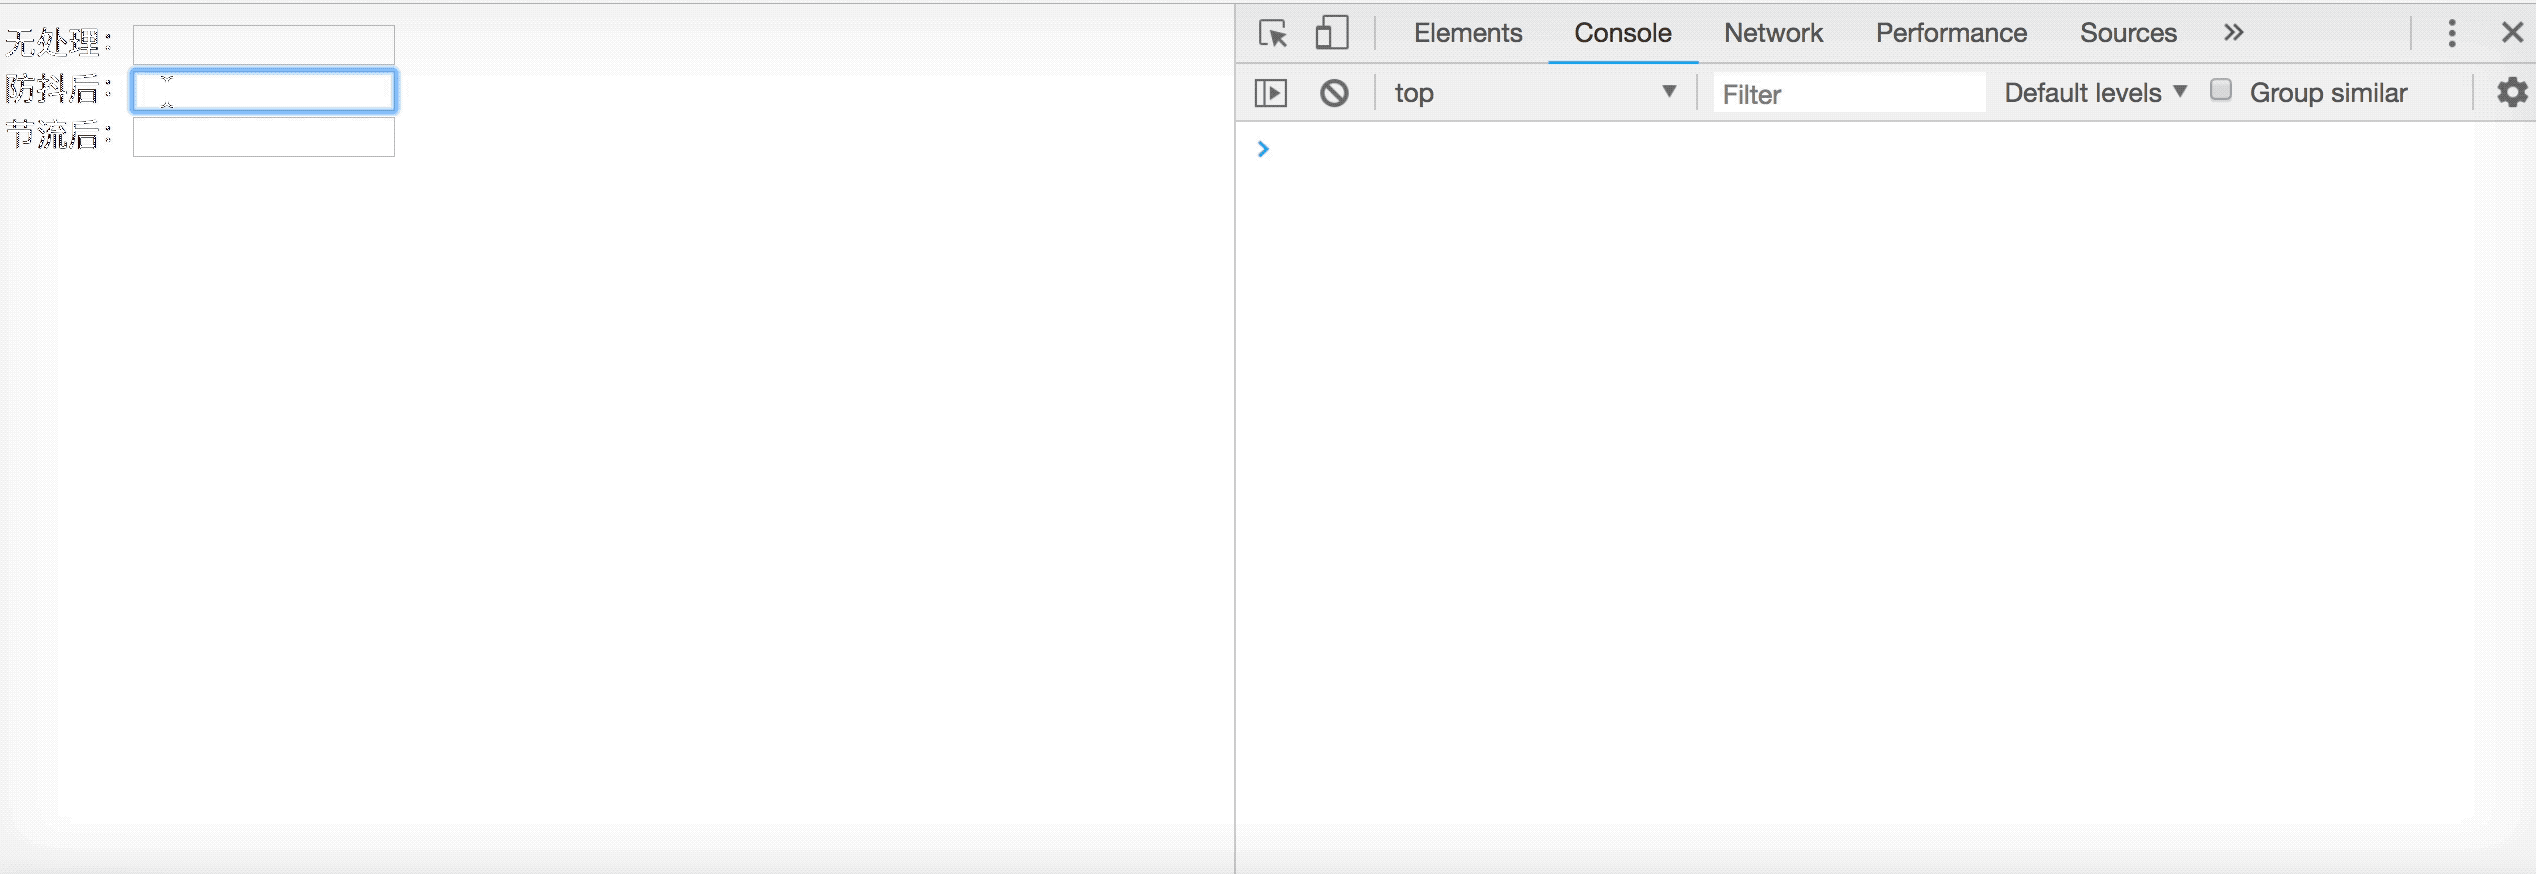 无处理：
防抖后：
节流后：
Elements Console Network Performance Sources
top Filter Default levels Group similar